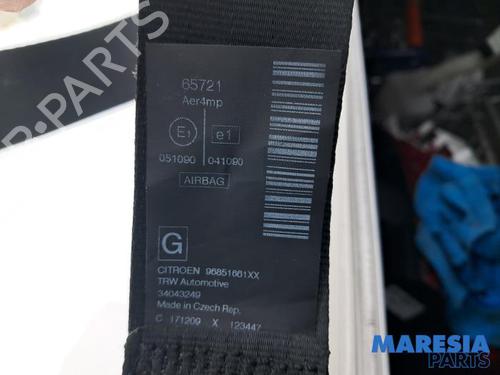 65721
Aer4mp
E1
e1
051090
041090
AIRBAG
G
CITROEN 96851661XX
TRW Automotive
34043249
Made in Czech Rep.
C 171209 X 123447
B-PARTS
B-PARTS
MARESIA
PARTS